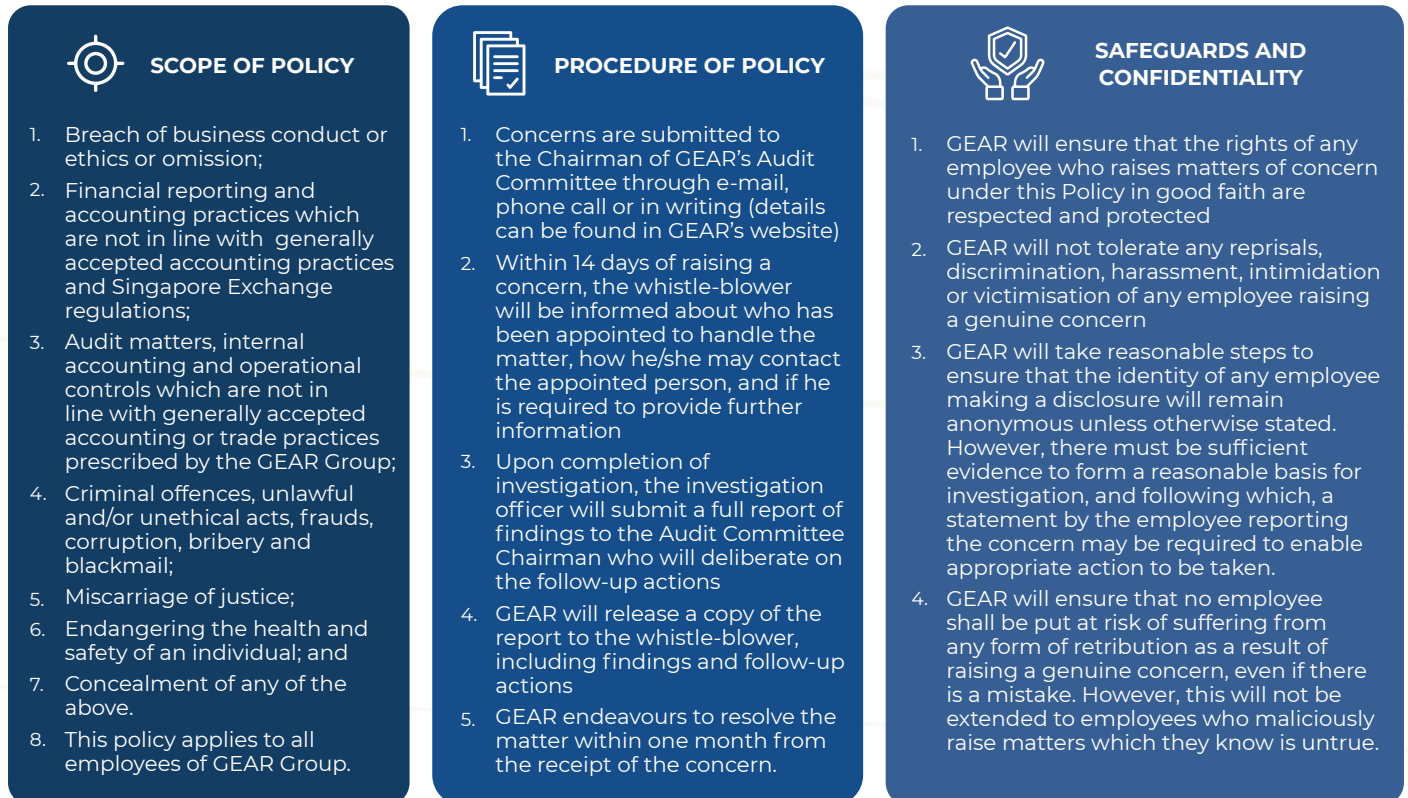 SCOPE OF POLICY
1. Breach of business conduct or
ethics or omission;
2. Financial reporting and
accounting practices which
are not in line with generally
accepted accounting practices
and Singapore Exchange
regulations;
3. Audit matters, internal
accounting and operational
controls which are not in
line with generally accepted
accounting or trade practices
prescribed by the GEAR Group;
4. Criminal offences, unlawful
and/or unethical acts, frauds,
corruption, bribery and
blackmail;
5. Miscarriage of justice;
6. Endangering the health and
safety of an individual; and
7. Concealment of any of the
above.
8. This policy applies to all
employees of GEAR Group.
PROCEDURE OF POLICY
1. Concerns are submitted to
the Chairman of GEAR’s Audit
Committee through e-mail,
phone call or in writing (details
can be found in GEAR’s website)
2. Within 14 days of raising a
concern, the whistle-blower
will be informed about who has
been appointed to handle the
matter, how he/she may contact
the appointed person, and if he
is required to provide further
information
3. Upon completion of
investigation, the investigation
officer will submit a full report of
findings to the Audit Committee
Chairman who will deliberate on
the follow-up actions
4. GEAR will release a copy of the
report to the whistle-blower,
including findings and follow-up
actions
5. GEAR endeavours to resolve the
matter within one month from
the receipt of the concern.
SAFEGUARDS AND
CONFIDENTIALITY
1. GEAR will ensure that the rights of any
employee who raises matters of concern
under this Policy in good faith are
respected and protected
2. GEAR will not tolerate any reprisals,
discrimination, harassment, intimidation
or victimisation of any employee raising
a genuine concern
3. GEAR will take reasonable steps to
ensure that the identity of any employee
making a disclosure will remain
anonymous unless otherwise stated.
However, there must be sufficient
evidence to form a reasonable basis for
investigation, and following which, a
statement by the employee reporting
the concern may be required to enable
appropriate action to be taken.
4. GEAR will ensure that no employee
shall be put at risk of suffering from
any form of retribution as a result of
raising a genuine concern, even if there
is a mistake. However, this will not be
extended to employees who maliciously
raise matters which they know is untrue.